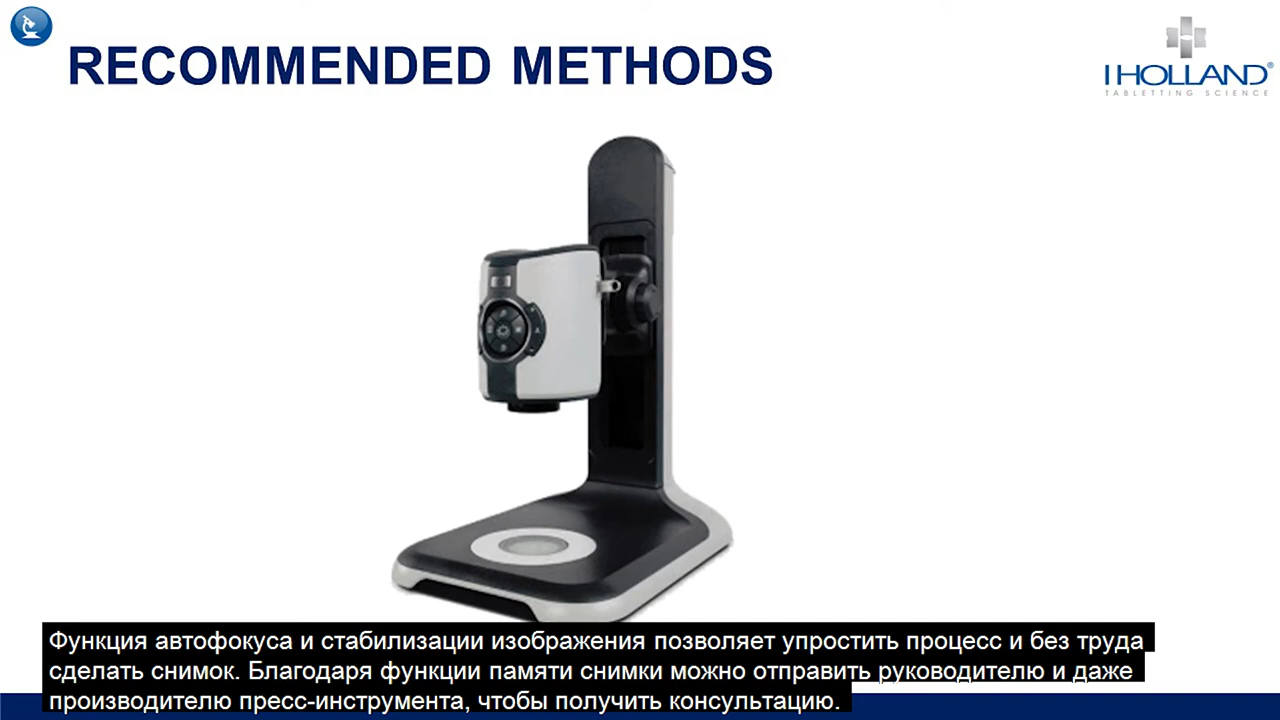 RECOMMENDED METHODS
I HOLLAND®
TABLETTING SCIENCE
Функция автофокуса и стабилизации изображения позволяет упростить процесс и без труда
сделать снимок. Благодаря функции памяти снимки можно отправить руководителю и даже
производителю пресс-инструмента, чтобы получить консультацию.